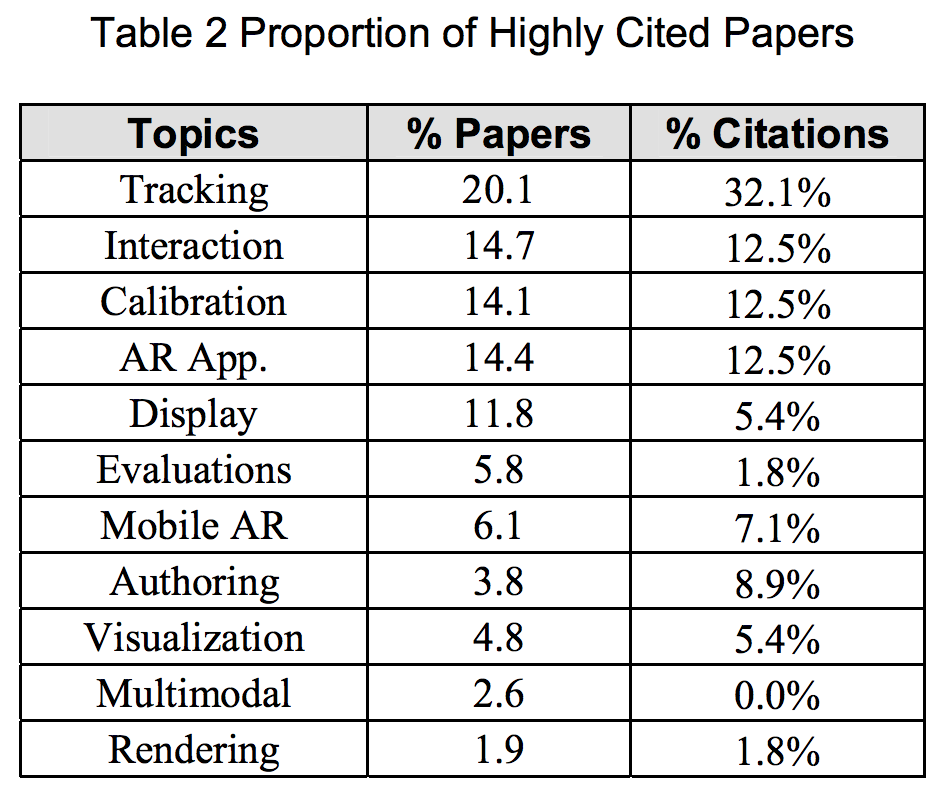 Table 2 Proportion of Highly Cited Papers
Topics % Papers % Citations
Tracking 20.1 32.1%
Interaction 14.7 12.5%
Calibration 14.1 12.5%
AR App. 14.4 12.5%
Display 11.8 5.4%
Evaluations 5.8 1.8%
Mobile AR 6.1 7.1%
Authoring 3.8 8.9%
Visualization 4.8 5.4%
Multimodal 2.6 0.0%
Rendering 1.9 1.8%